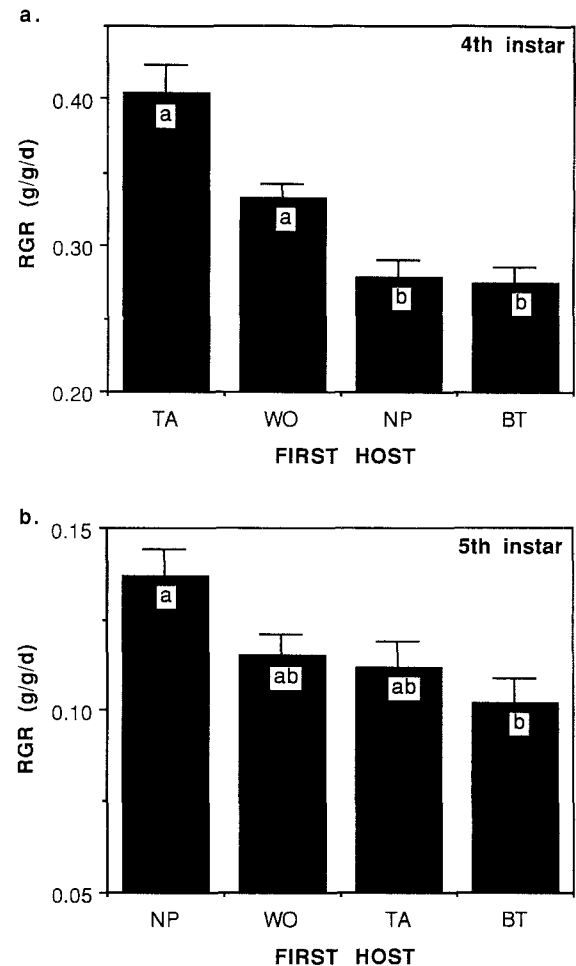 a.
4th instar
RGR (g/g/d)
0.40
0.30
0.20
a
a
b
b
TA WO NP BT
FIRST HOST
b.
5th instar
RGR (g/g/d)
0.15
0.10
0.05
a
ab
ab
b
NP WO TA BT
FIRST HOST